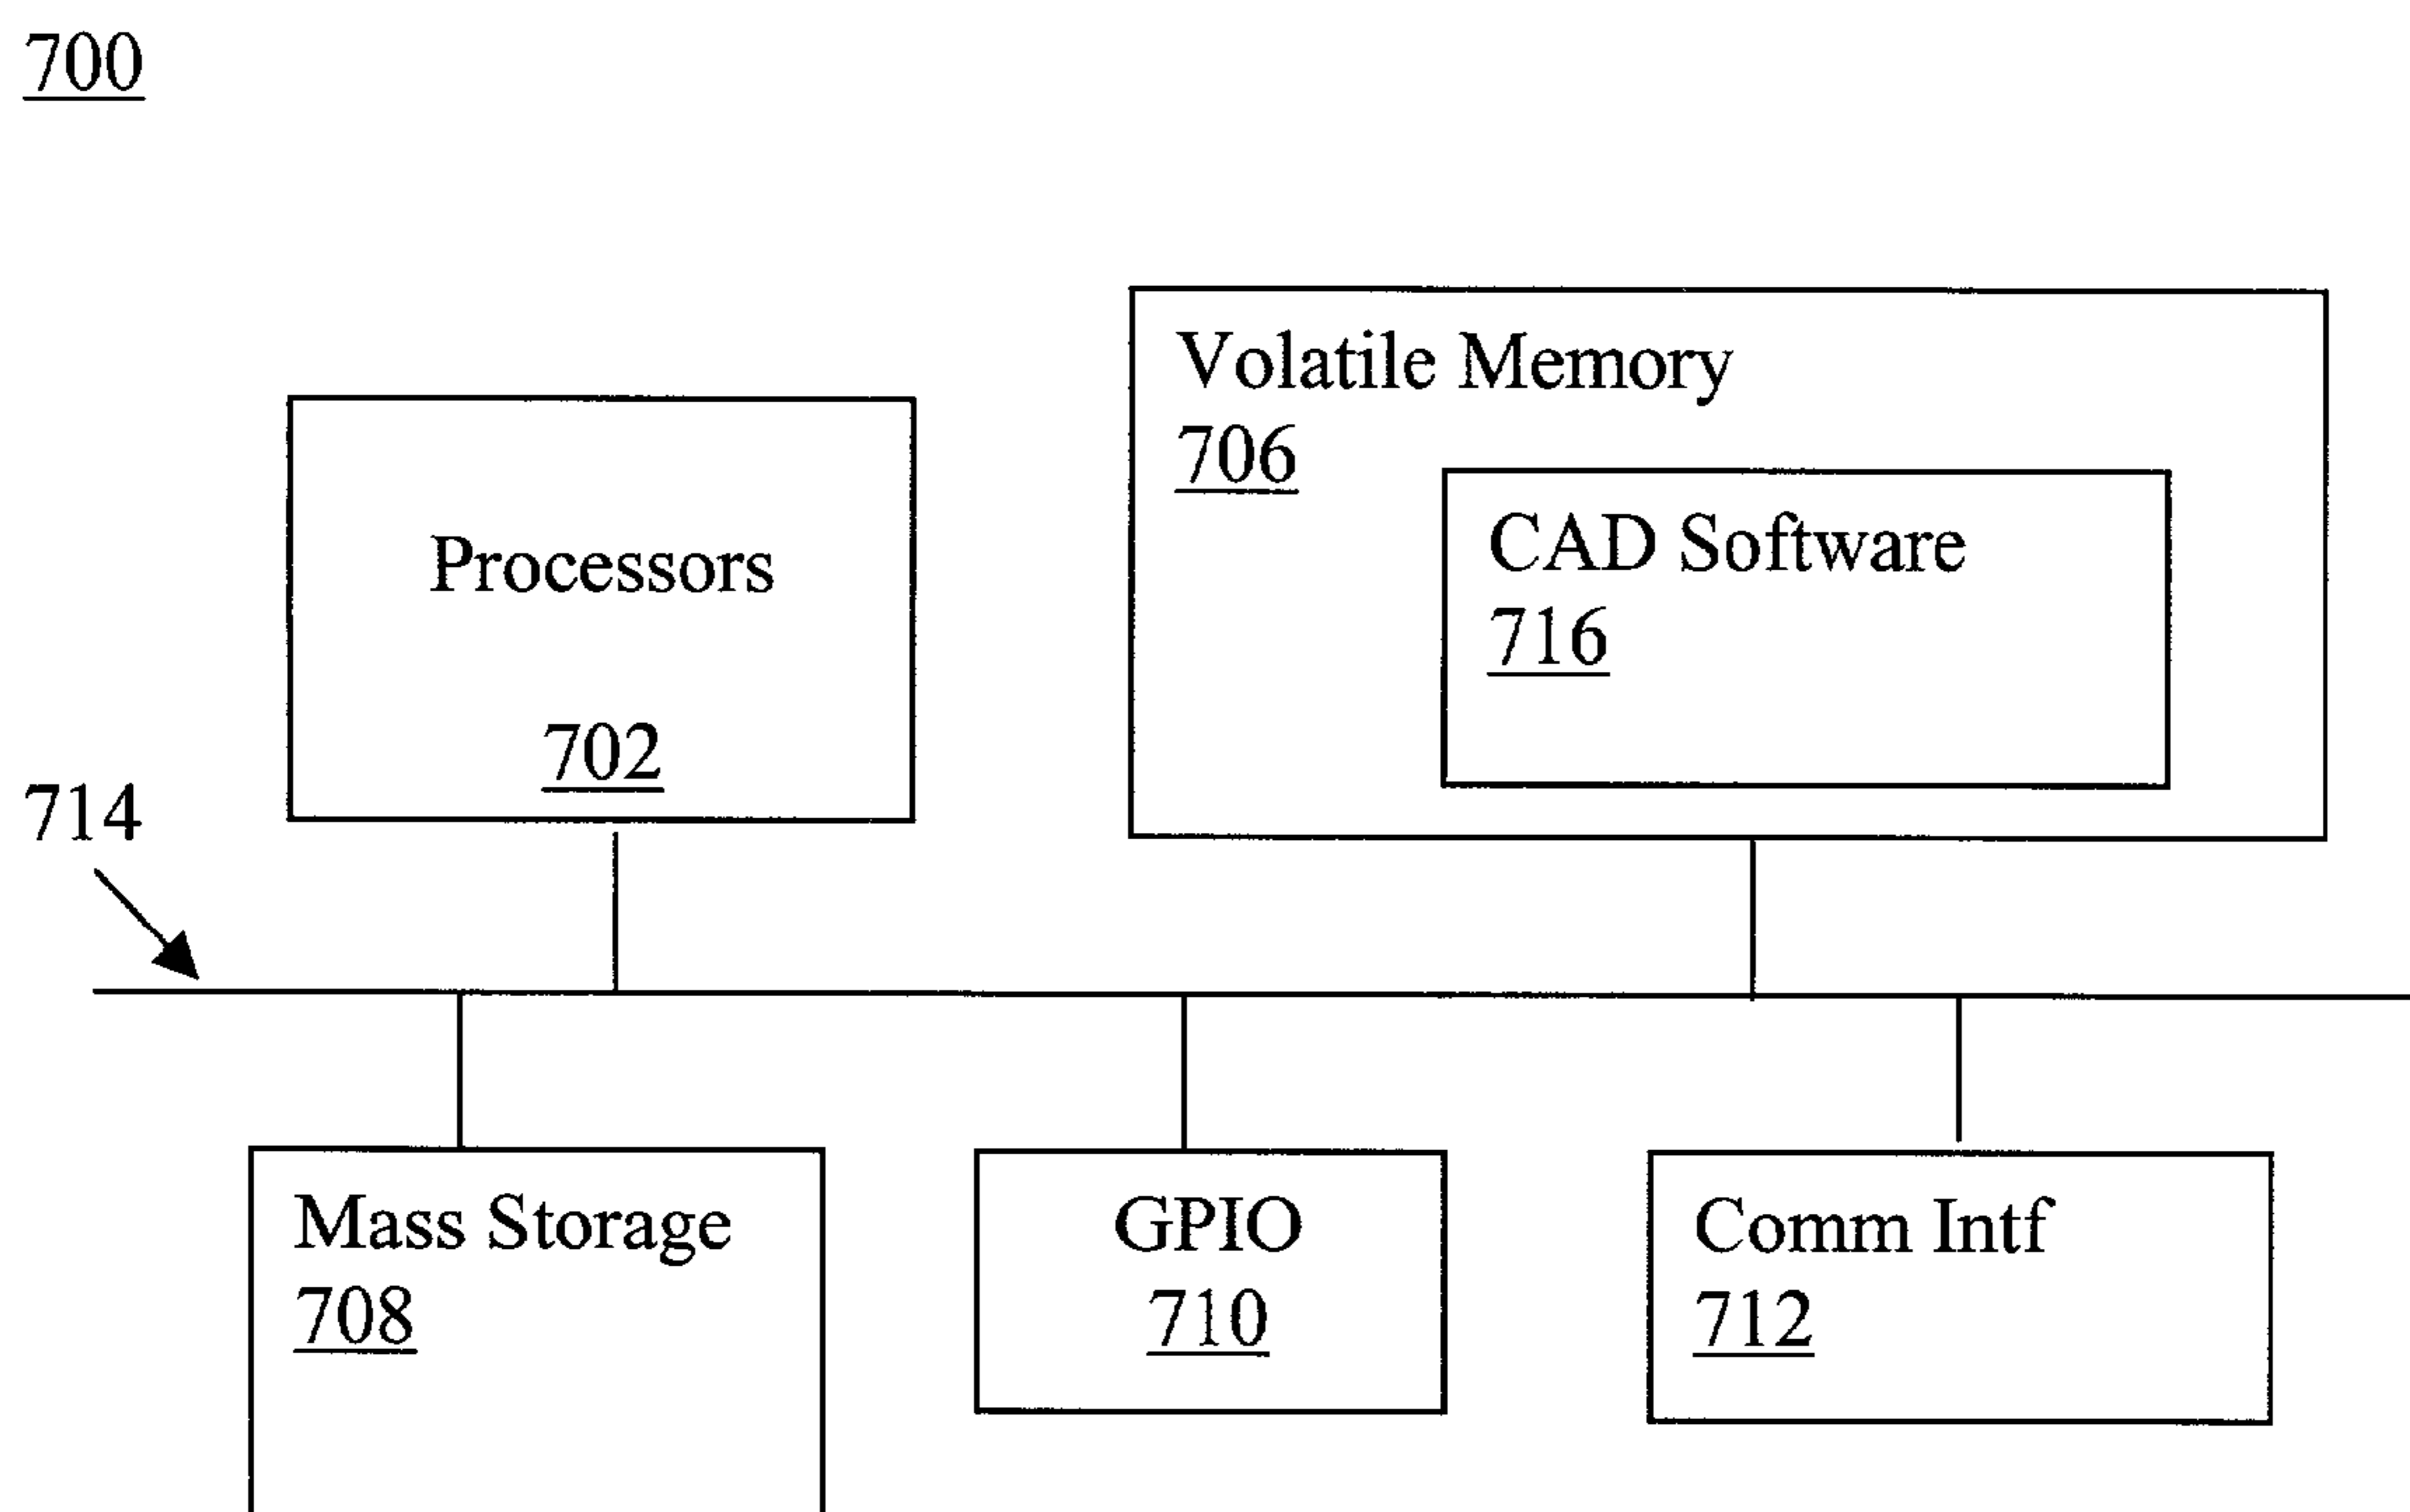 700
Volatile Memory
706
CAD Software
716
Processors
702
714
Mass Storage
708
GPIO
710
Comm Intf
712